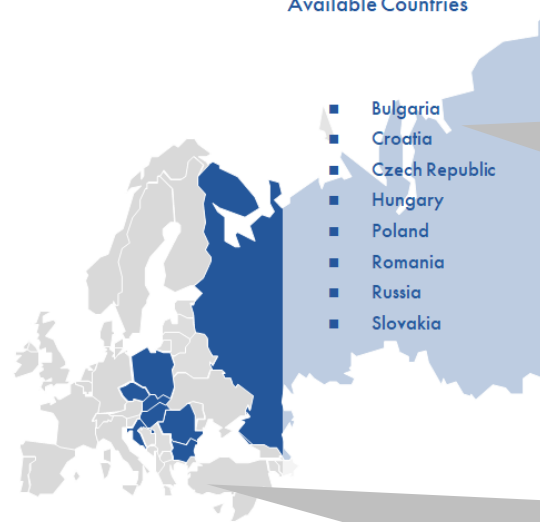 Available Countries
Bulgaria
Croatia
Czech Republic
Hungary
Poland
Romania
Russia
Slovakia